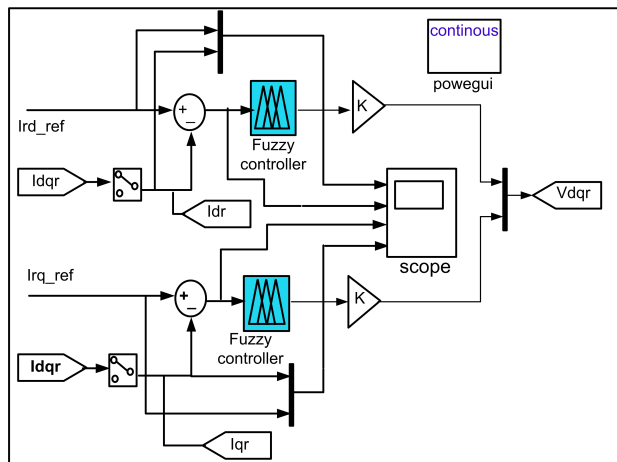 continous
powegui
K
+
–
Ird_ref
Fuzzy
controller
Idqr
Idr
Vdqr
scope
Irq_ref
+
–
K
Fuzzy
controller
Idqr
Iqr